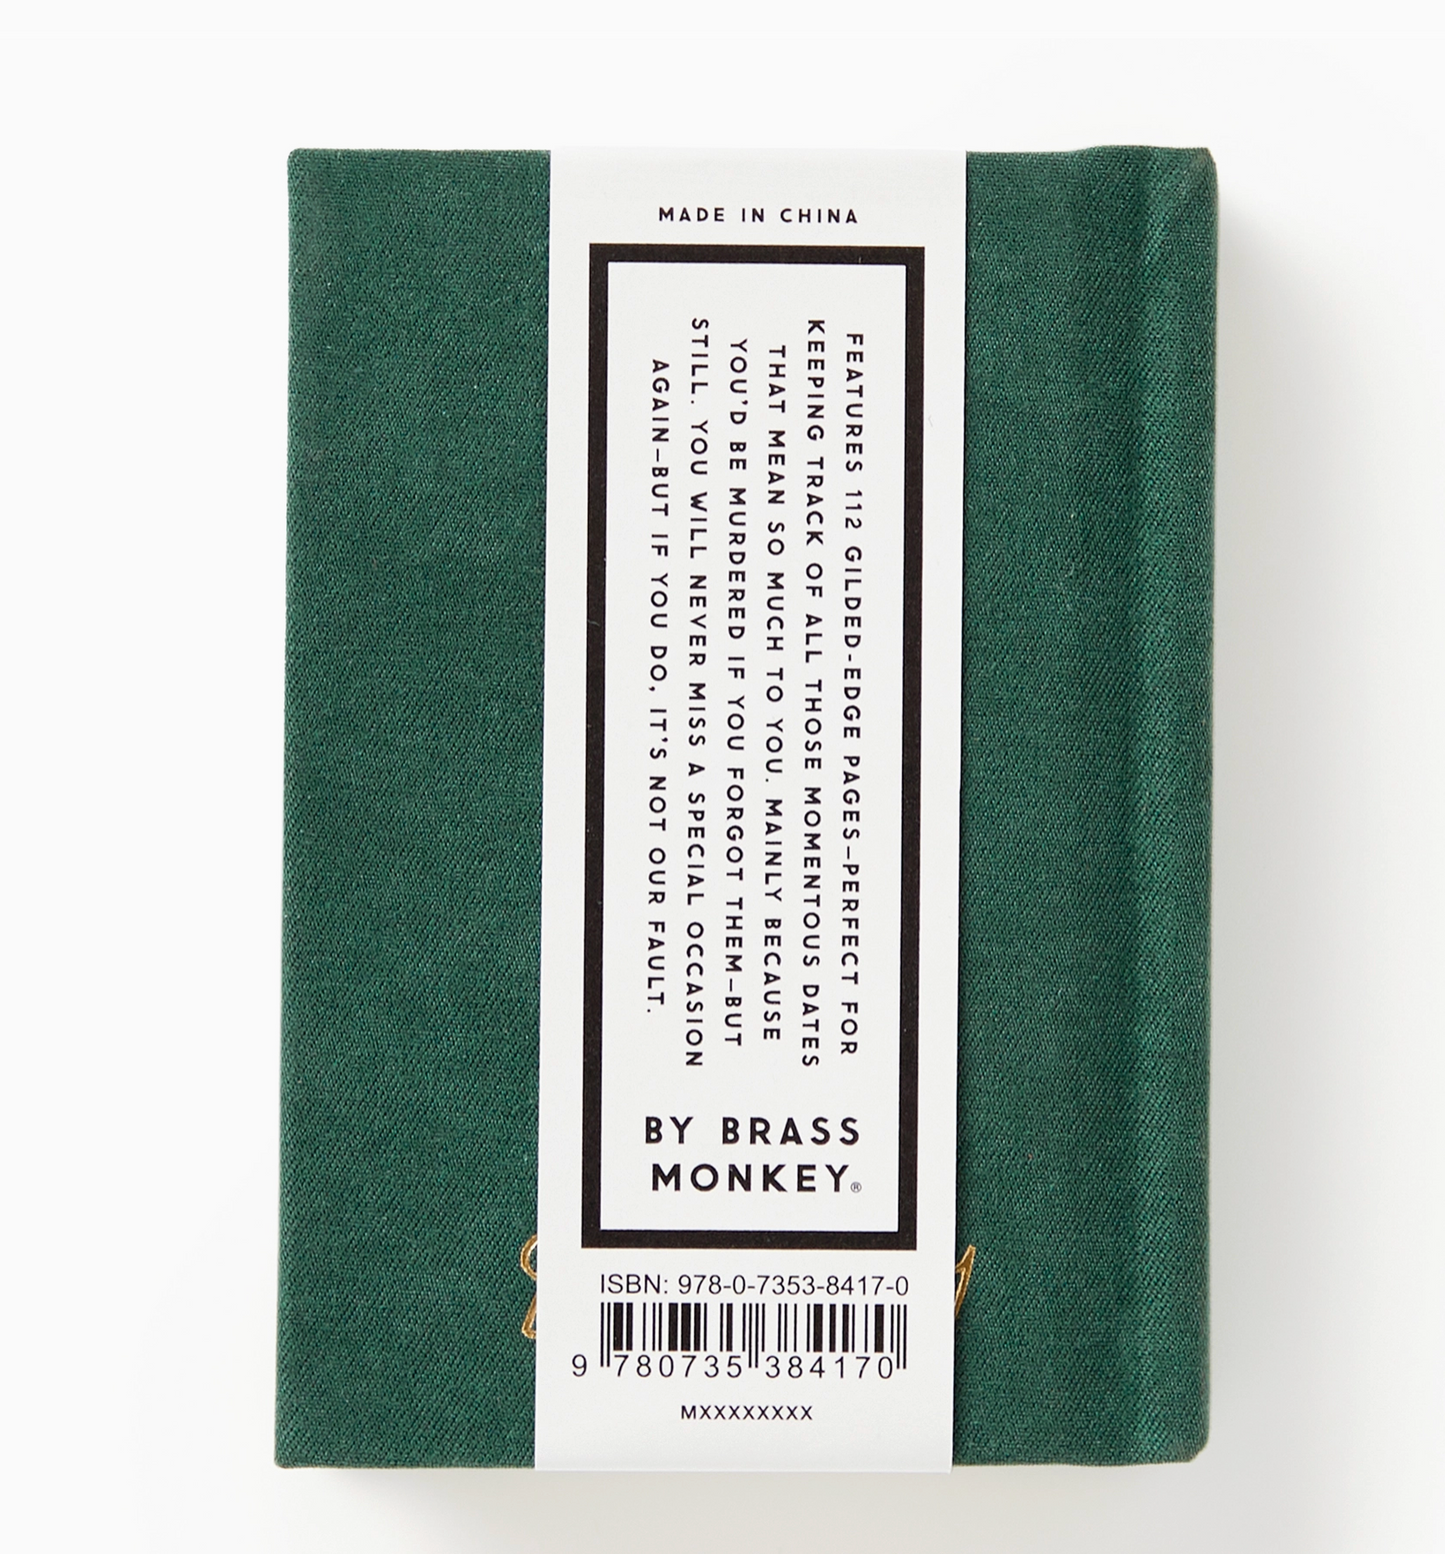 MADE IN CHINA
FEATURES 112 GILDED-EDGE PAGES–PERFECT FOR
KEEPING TRACK OF ALL THOSE MOMENTOUS DATES
THAT MEAN SO MUCH TO YOU. MAINLY BECAUSE
YOU'D BE MURDERED IF YOU FORGOT THEM–BUT
STILL. YOU WILL NEVER MISS A SPECIAL OCCASION
AGAIN–BUT IF YOU DO, IT'S NOT OUR FAULT.
BY BRASS
MONKEY®
ISBN: 978-0-7353-8417-0
9 780735 384170
MXXXXXXXXX